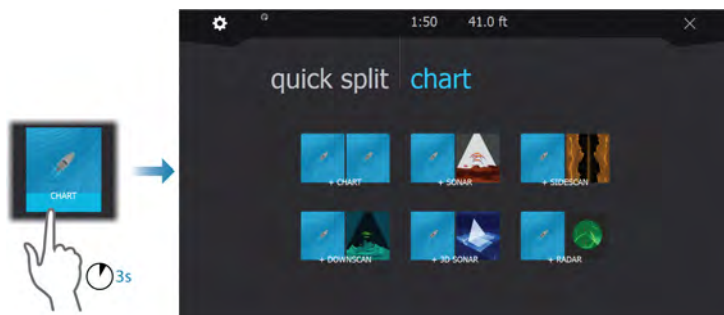 1:50 41.0 ft
quick split chart
+ CHART + SONAR + SIDESCAN
CHART
+ DOWNSCAN + 3D SONAR + RADAR
3s